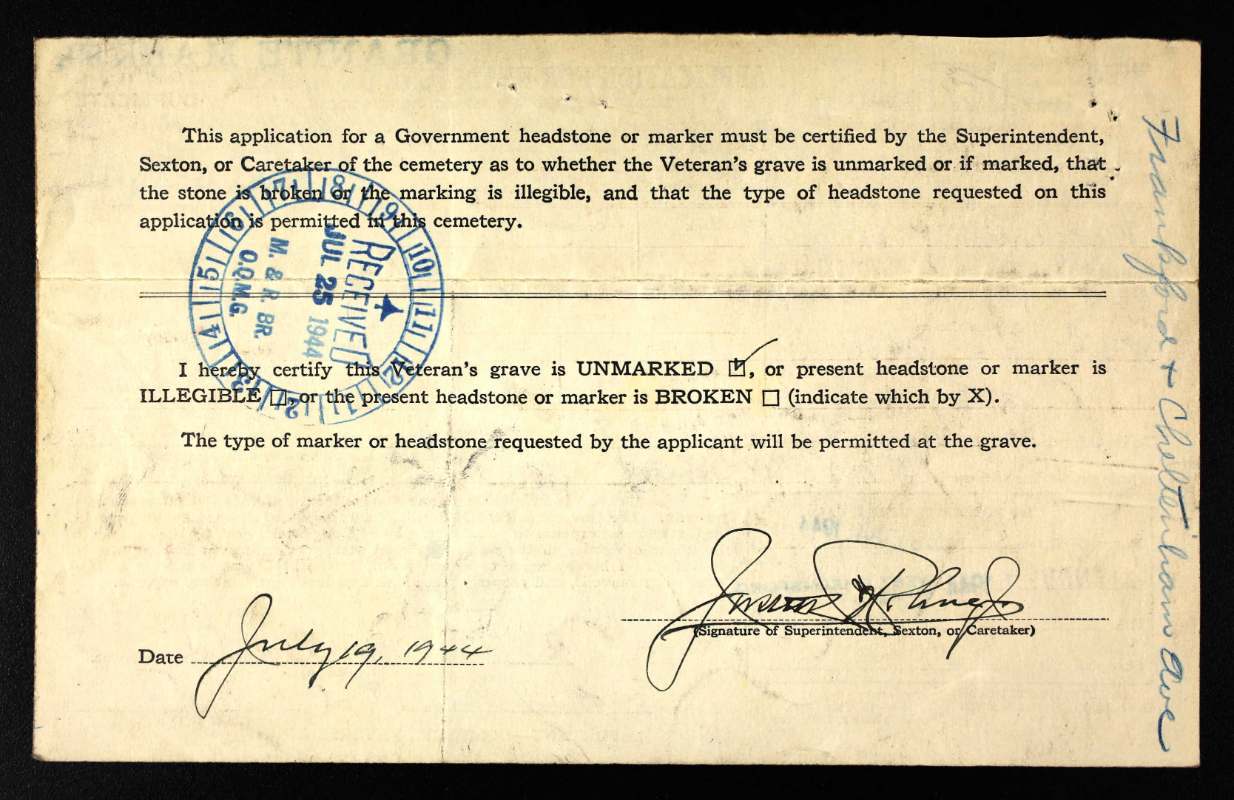 This application for a Government headstone or marker must be certified by the Superintendent,
Sexton, or Caretaker of the cemetery as to whether the Veteran's grave is unmarked or if marked, that
the stone is broken or the marking is illegible, and that the type of headstone requested on this
application is permitted in this cemetery.
RECEIVED
JUL 25 1944
M. & R. BR.
O.Q.M.G.
I hereby certify this Veteran's grave is UNMARKED ☑, or present headstone or marker is
ILLEGIBLE ☐, or the present headstone or marker is BROKEN ☐ (indicate which by X).
The type of marker or headstone requested by the applicant will be permitted at the grave.
(Signature of Superintendent, Sexton, or Caretaker)
Date July 19, 1944
Frankford + Cheltenham Ave